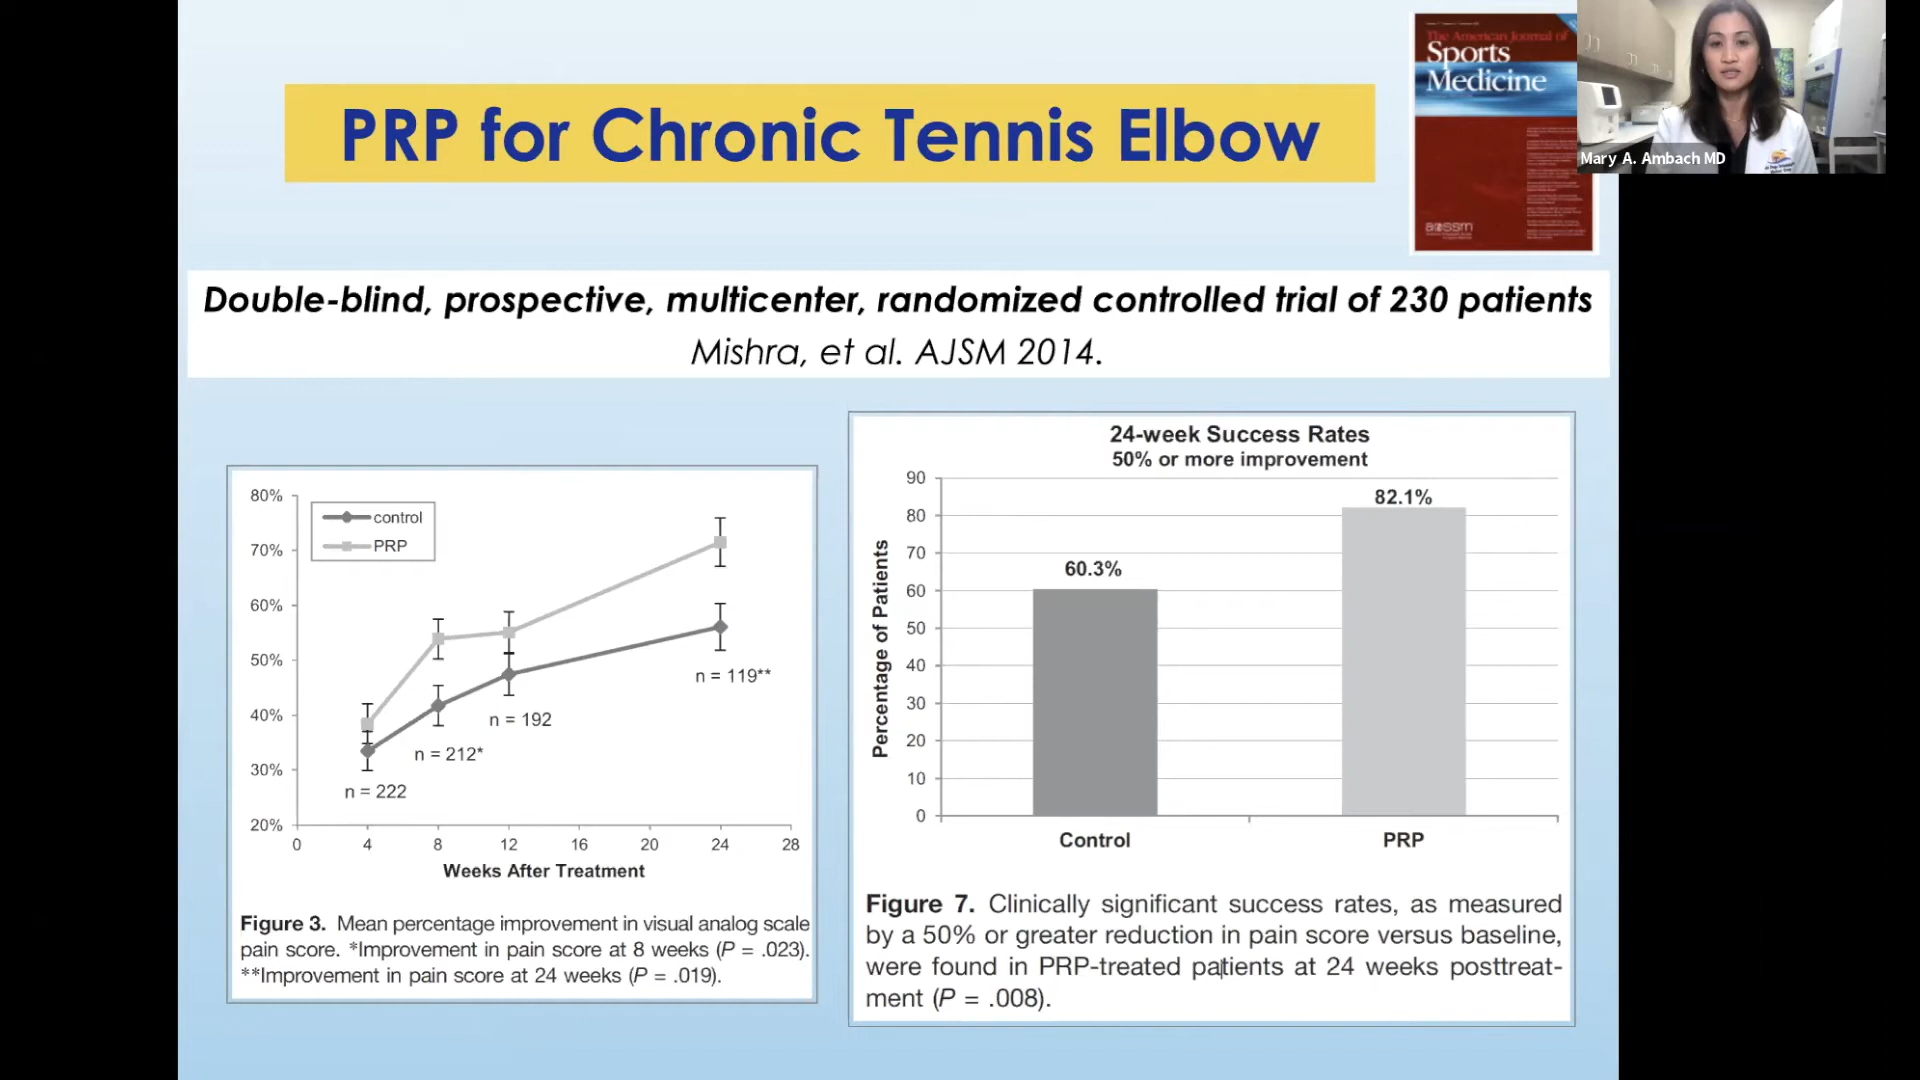 PRP for Chronic Tennis Elbow
The American Journal of
Sports
Medicine
aossm
Mary A. Ambach MD
Double-blind, prospective, multicenter, randomized controlled trial of 230 patients
Mishra, et al. AJSM 2014.
80%
70%
60%
50%
40%
30%
20%
control
PRP
n = 222
n = 212*
n = 192
n = 119**
0 4 8 12 16 20 24 28
Weeks After Treatment
Figure 3. Mean percentage improvement in visual analog scale
pain score. *Improvement in pain score at 8 weeks (P = .023).
**Improvement in pain score at 24 weeks (P = .019).
24-week Success Rates
50% or more improvement
Percentage of Patients
90
80
70
60
50
40
30
20
10
0
60.3%
82.1%
Control PRP
Figure 7. Clinically significant success rates, as measured
by a 50% or greater reduction in pain score versus baseline,
were found in PRP-treated patients at 24 weeks posttreat-
ment (P = .008).